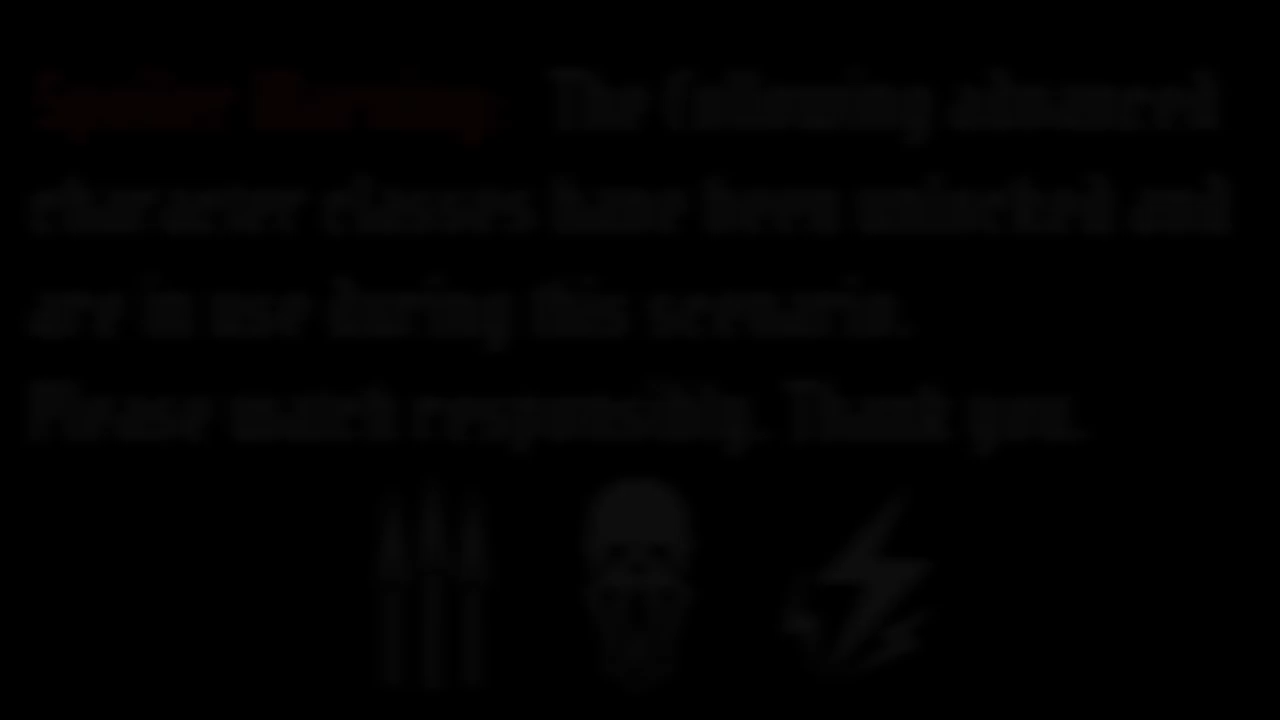 Spoiler Warning: The following advanced
character classes have been unlocked and
are in use during this scenario.
Please watch responsibly. Thank you.